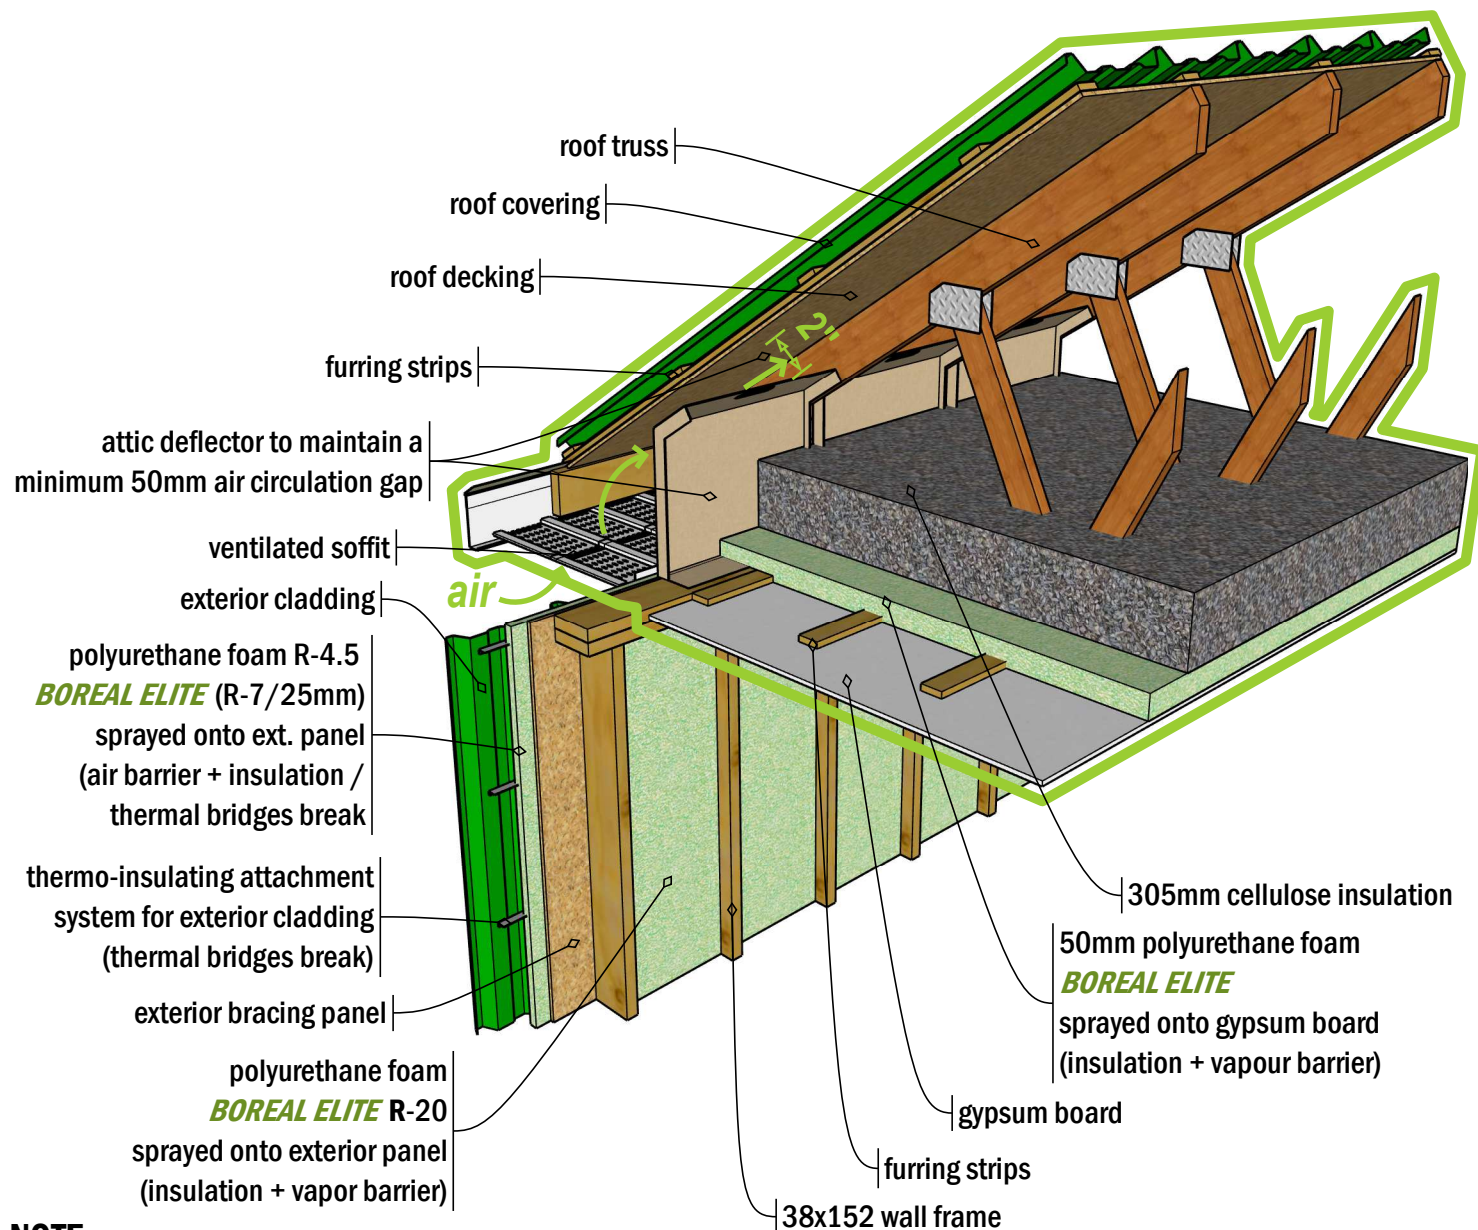 roof truss
roof covering
roof decking
2"
furring strips
attic deflector to maintain a
minimum 50mm air circulation gap
ventilated soffit
air
exterior cladding
polyurethane foam R-4.5
BOREAL ELITE (R-7/25mm)
sprayed onto ext. panel
(air barrier + insulation /
thermal bridges break
thermo-insulating attachment
system for exterior cladding
(thermal bridges break)
exterior bracing panel
polyurethane foam
BOREAL ELITE R-20
sprayed onto exterior panel
(insulation + vapor barrier)
305mm cellulose insulation
50mm polyurethane foam
BOREAL ELITE
sprayed onto gypsum board
(insulation + vapour barrier)
gypsum board
furring strips
38x152 wall frame
NOTE